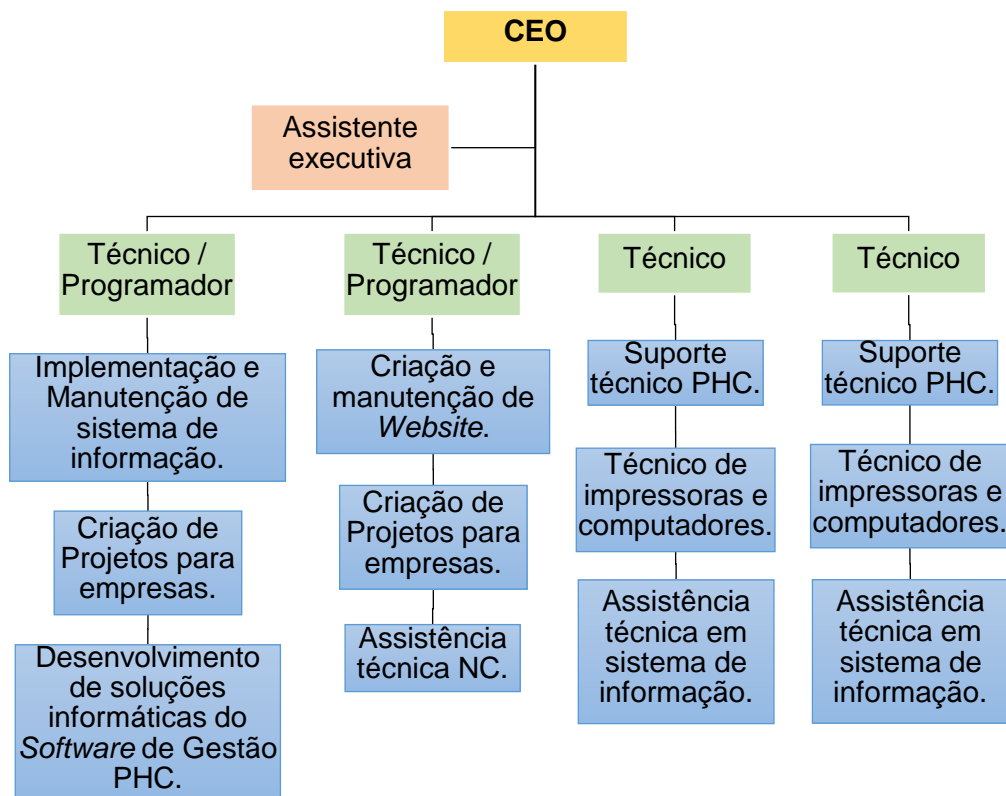 CEO
Assistente
executiva
Técnico /
Programador
Implementação e
Manutenção de
sistema de
informação.
Criação de
Projetos para
empresas.
Desenvolvimento
de soluções
informáticas do
Software de Gestão
PHC.
Técnico /
Programador
Criação e
manutenção de
Website.
Criação de
Projetos para
empresas.
Assistência
técnica NC.
Técnico
Suporte
técnico PHC.
Técnico de
impressoras e
computadores.
Assistência
técnica em
sistema de
informação.
Técnico
Suporte
técnico PHC.
Técnico de
impressoras e
computadores.
Assistência
técnica em
sistema de
informação.